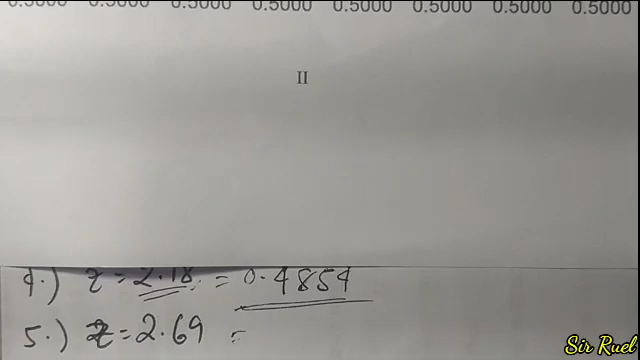 0.5000 0.5000 0.5000 0.5000 0.5000 0.5000 0.5000 0.5000
II
4.) z = 2.18 = 0.4854
5.) z = 2.69 =
Sir Ruel